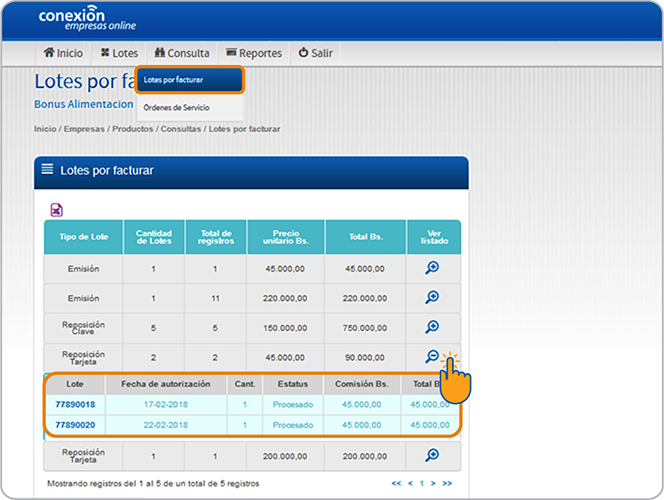 conexión
empresas online
Inicio Lotes Consulta Reportes Salir
Lotes por fa
Lotes por facturar
Bonus Alimentacion
Órdenes de Servicio
Inicio / Empresas / Productos / Consultas / Lotes por facturar
Lotes por facturar
Tipo de Lote Cantidad de Lotes Total de registros Precio unitario Bs. Total Bs. Ver listado
Emisión 1 1 45.000,00 45.000,00
Emisión 1 11 220.000,00 220.000,00
Reposición Clave 5 5 150.000,00 750.000,00
Reposición Tarjeta 2 2 45.000,00 90.000,00
Lote Fecha de autorización Cant. Estatus Comisión Bs. Total B
77890018 17-02-2018 1 Procesado 45.000,00 45.000,00
77890020 22-02-2018 1 Procesado 45.000,00 45.000,00
Reposición Tarjeta 1 1 200.000,00 200.000,00
Mostrando registros del 1 al 5 de un total de 5 registros << < 1 > >>